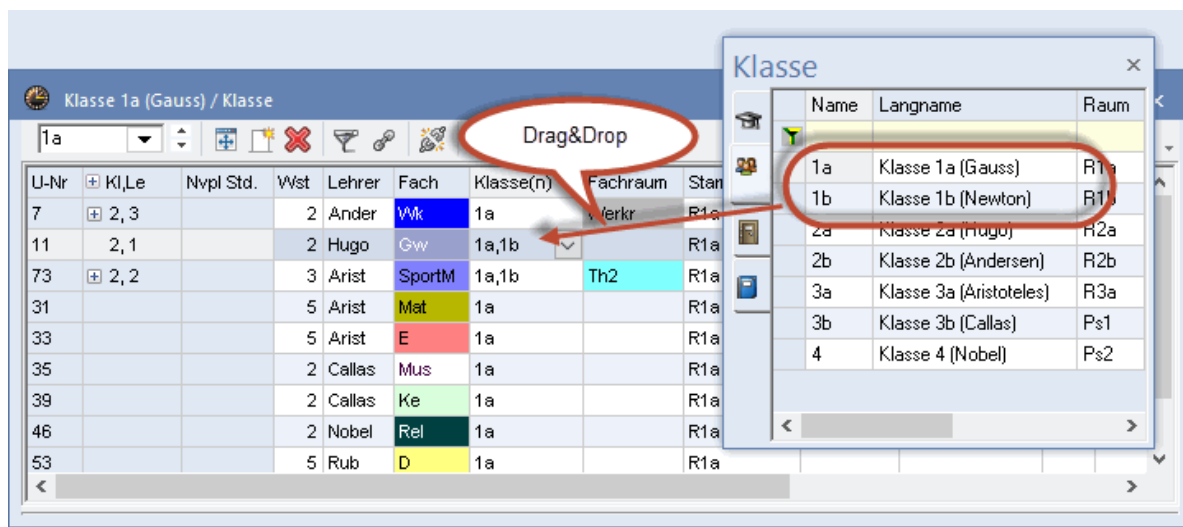 Klasse
Klasse 1a (Gauss) / Klasse
Drag&Drop
1a
U-Nr Kl,Le Nvpl Std. Wst Lehrer Fach Klasse(n) Fachraum Stam
7 2, 3 2 Ander Wk 1a Werkr R1a
11 2, 1 2 Hugo Gw 1a,1b R1a
73 2, 2 3 Arist SportM 1a,1b Th2 R1a
31 5 Arist Mat 1a R1a
33 5 Arist E 1a R1a
35 2 Callas Mus 1a R1a
39 2 Callas Ke 1a R1a
46 2 Nobel Rel 1a R1a
53 5 Rub D 1a R1a
Name Langname Raum
1a Klasse 1a (Gauss) R1a
1b Klasse 1b (Newton) R1b
2a Klasse 2a (Hugo) R2a
2b Klasse 2b (Andersen) R2b
3a Klasse 3a (Aristoteles) R3a
3b Klasse 3b (Callas) Ps1
4 Klasse 4 (Nobel) Ps2